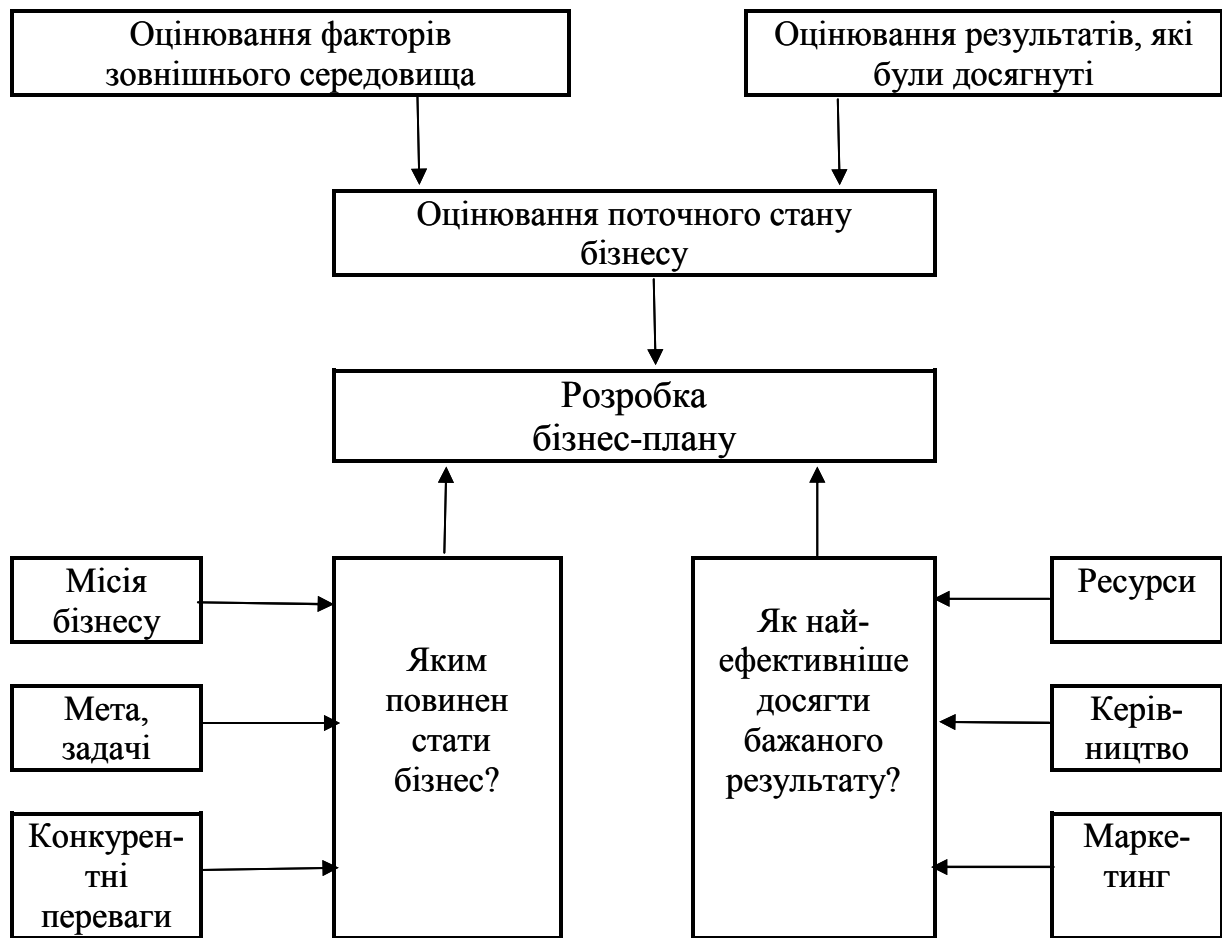 Оцінювання факторів
зовнішнього середовища
Оцінювання результатів, які
були досягнуті
Оцінювання поточного стану
бізнесу
Розробка
бізнес-плану
Місія
бізнесу
Мета,
задачі
Конкурен-
тні
переваги
Яким
повинен
стати
бізнес?
Як най-
ефективніше
досягти
бажаного
результату?
Ресурси
Керів-
ництво
Марке-
тинг